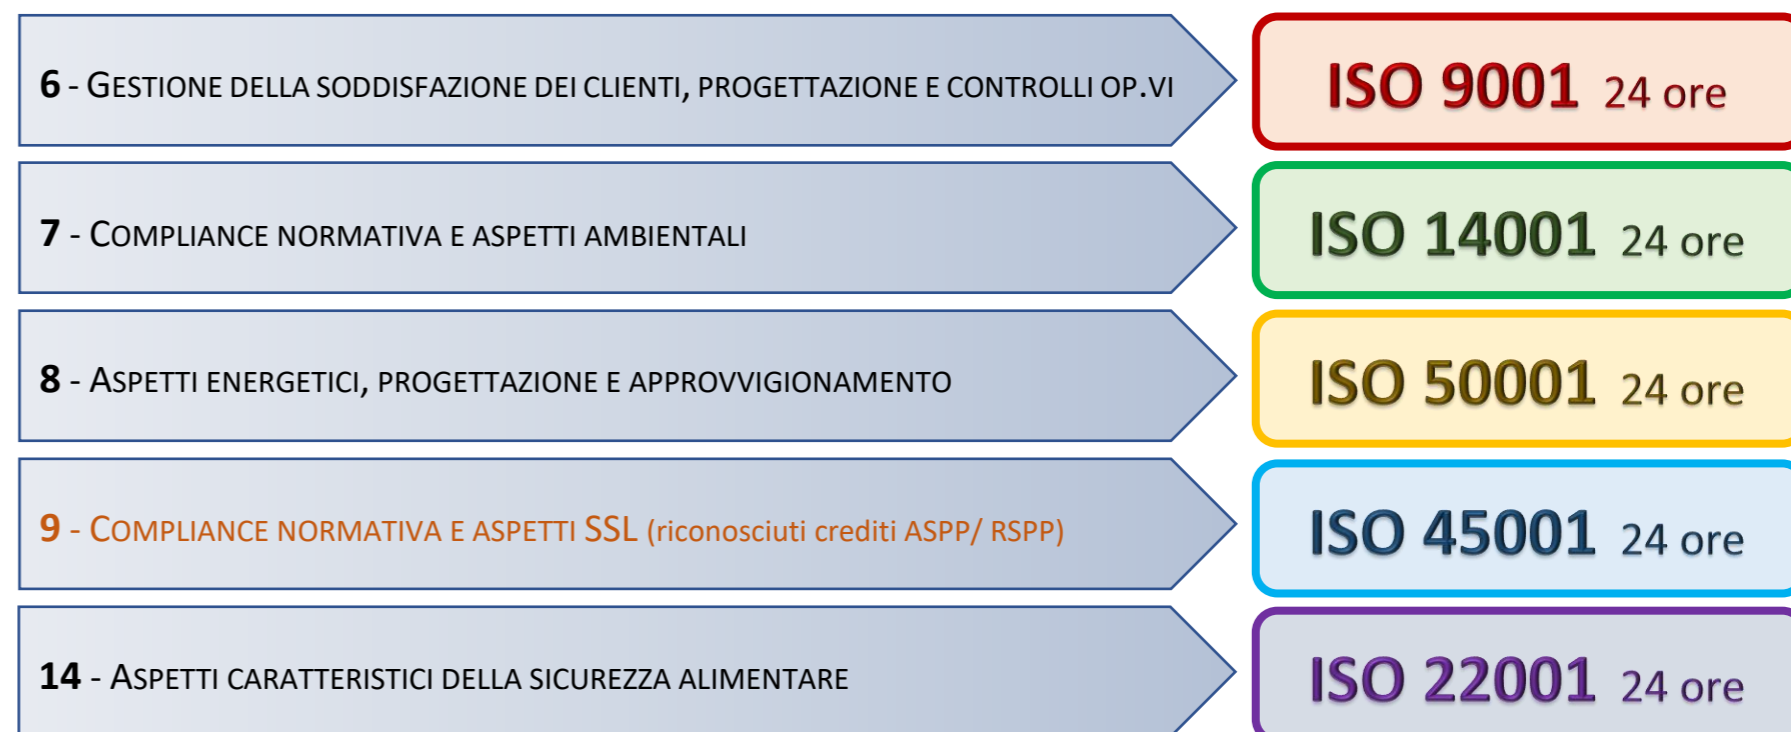 6 - GESTIONE DELLA SODDISFAZIONE DEI CLIENTI, PROGETTAZIONE E CONTROLLI OP.VI
ISO 9001 24 ore
7 - COMPLIANCE NORMATIVA E ASPETTI AMBIENTALI
ISO 14001 24 ore
8 - ASPETTI ENERGETICI, PROGETTAZIONE E APPROVVIGIONAMENTO
ISO 50001 24 ore
9 - COMPLIANCE NORMATIVA E ASPETTI SSL (riconosciuti crediti ASPP/ RSPP)
ISO 45001 24 ore
14 - ASPETTI CARATTERISTICI DELLA SICUREZZA ALIMENTARE
ISO 22001 24 ore